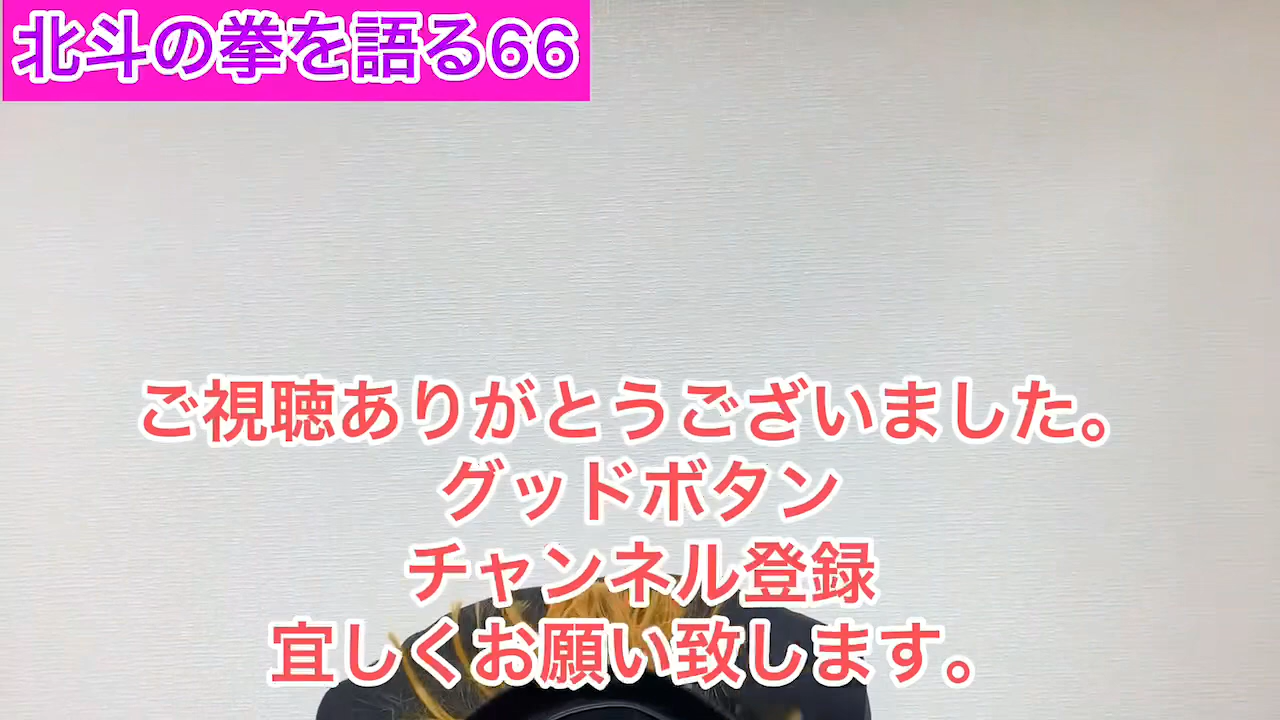 北斗の拳を語る66
ご視聴ありがとうございました。
グッドボタン
チャンネル登録
宜しくお願い致します。